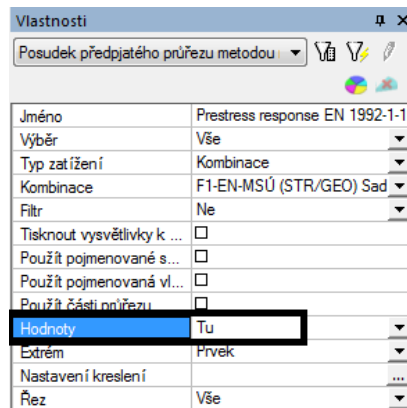 Vlastnosti
Posudek předpjatého průřezu metodou
Jméno Prestress response EN 1992-1-1
Výběr Vše
Typ zatížení Kombinace
Kombinace F1-EN-MSÚ (STR/GEO) Sad
Filtr Ne
Tisknout vysvětlivky k ...
Použít pojmenované s...
Použít pojmenovaná vl...
Použít části průřezu
Hodnoty Tu
Extrém Prvek
Nastavení kreslení ...
Řez Vše